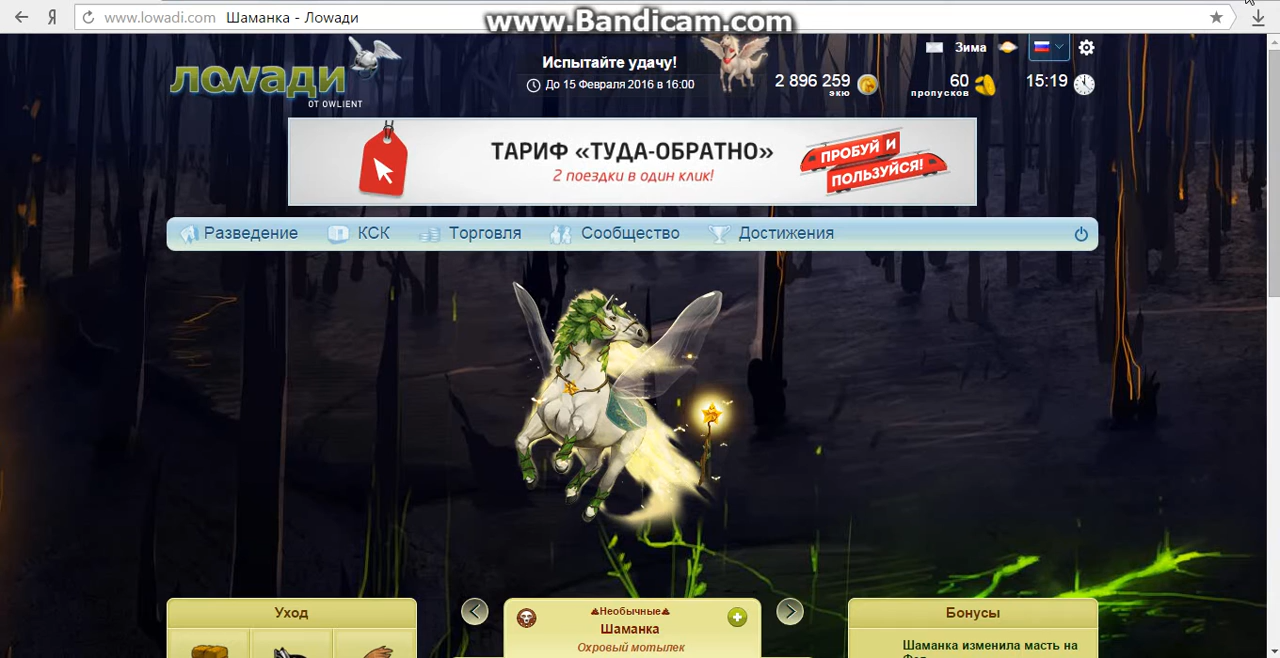 www.lowadi.com Шаманка - Лowади
www.Bandicam.com
Я
ЛОWАДИ
ОТ OWLIENT
Испытайте удачу!
До 15 Февраля 2016 в 16:00
Зима
2 896 259
экю
60
пропусков
15:19
ТАРИФ «ТУДА-ОБРАТНО»
2 поездки в один клик!
ПРОБУЙ И
ПОЛЬЗУЙСЯ!
Разведение КСК Торговля Сообщество Достижения
Уход
Необычные
Шаманка
Охровый мотылек
Бонусы
Шаманка изменила масть на